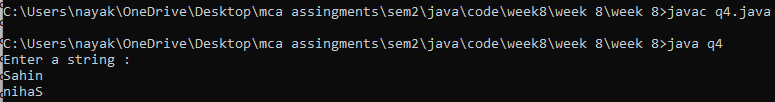 C:\Users\nayak\OneDrive\Desktop\mca assingments\sem2\java\code\week8\week 8\week 8>javac q4.java
C:\Users\nayak\OneDrive\Desktop\mca assingments\sem2\java\code\week8\week 8\week 8>java q4
Enter a string :
Sahin
nihaS